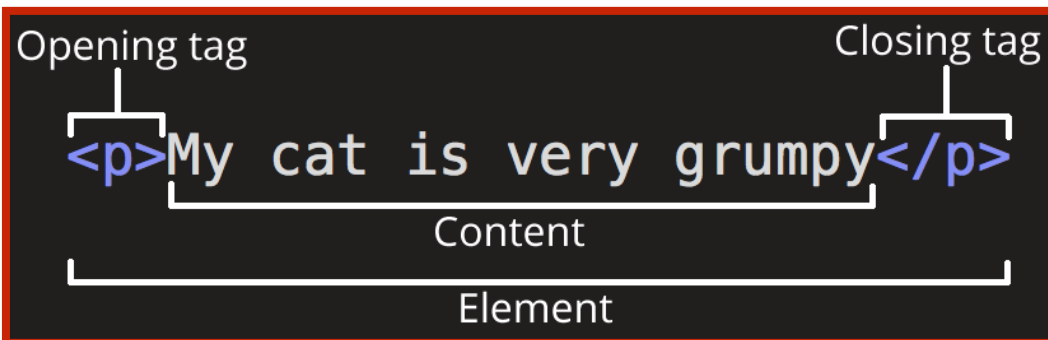 Opening tag Closing tag
<p>My cat is very grumpy</p>
Content
Element